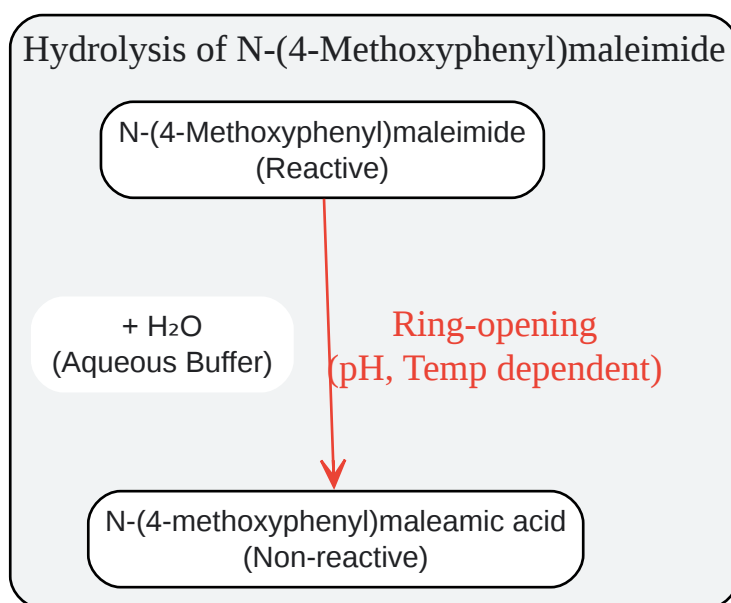 Hydrolysis of N-(4-Methoxyphenyl)maleimide
N-(4-Methoxyphenyl)maleimide
(Reactive)
+ H₂O
(Aqueous Buffer)
Ring-opening
(pH, Temp dependent)
N-(4-methoxyphenyl)maleamic acid
(Non-reactive)